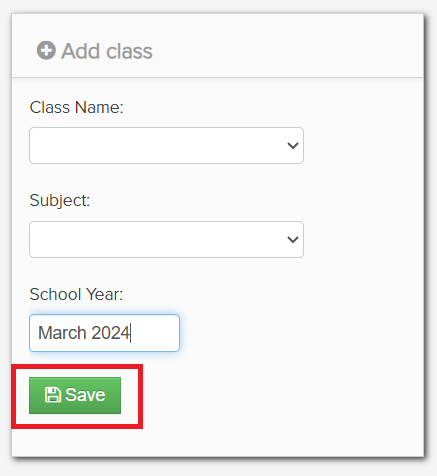 Add class
Class Name:
Subject:
School Year:
March 2024
Save